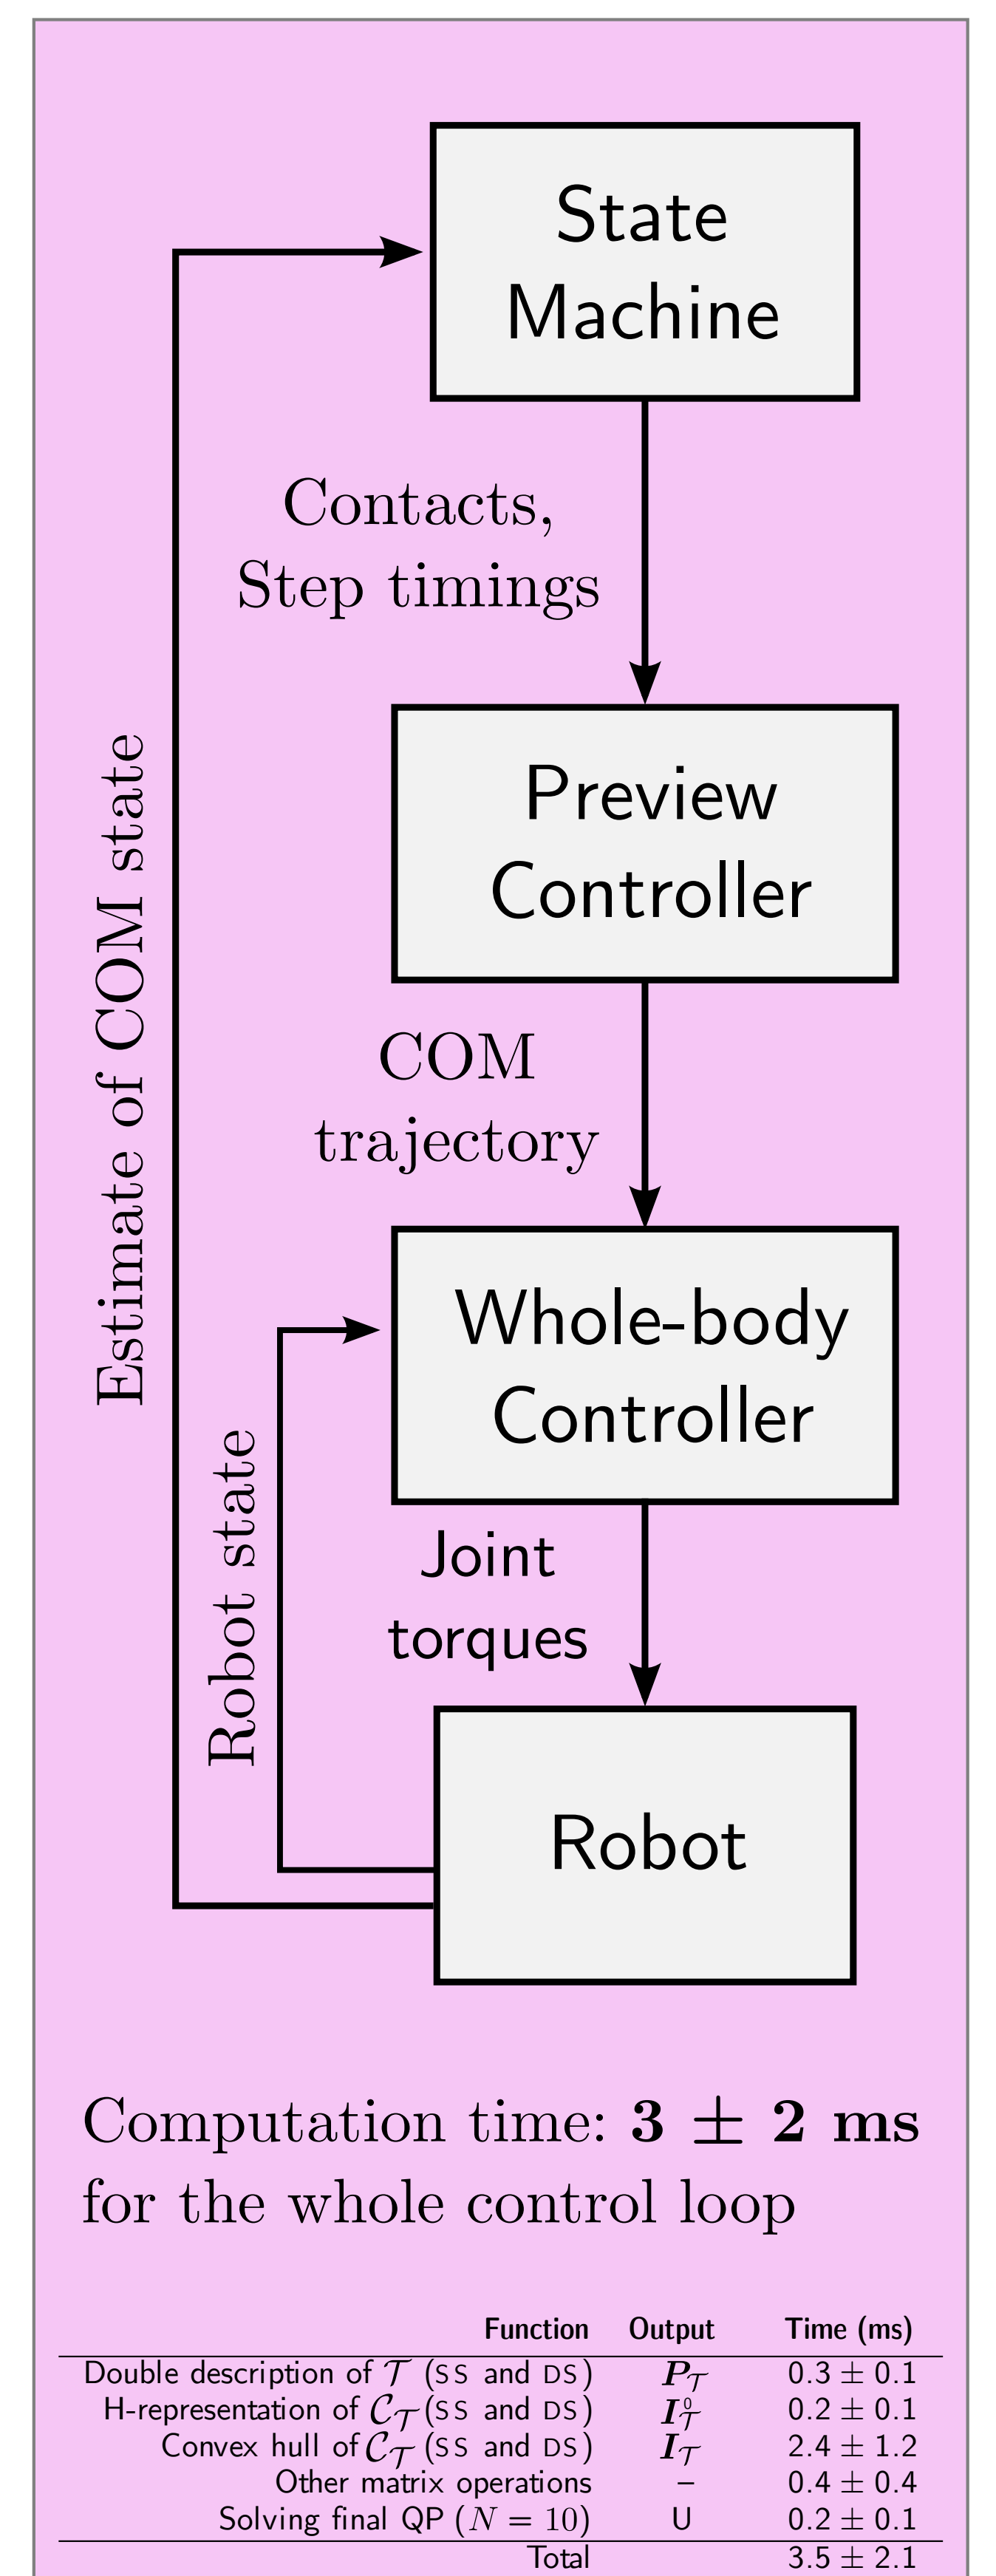 State
Machine
Contacts,
Step timings
Preview
Controller
COM
trajectory
Estimate of COM state
Whole-body
Controller
Robot state
Joint
torques
Robot
Computation time: 3 ± 2 ms
for the whole control loop
Function Output Time (ms)
Double description of 𝒯 (SS and DS) P_𝒯 0.3 ± 0.1
H-representation of 𝒞_𝒯 (SS and DS) I_𝒯^0 0.2 ± 0.1
Convex hull of 𝒞_𝒯 (SS and DS) I_𝒯 2.4 ± 1.2
Other matrix operations – 0.4 ± 0.4
Solving final QP (N = 10) U 0.2 ± 0.1
Total 3.5 ± 2.1